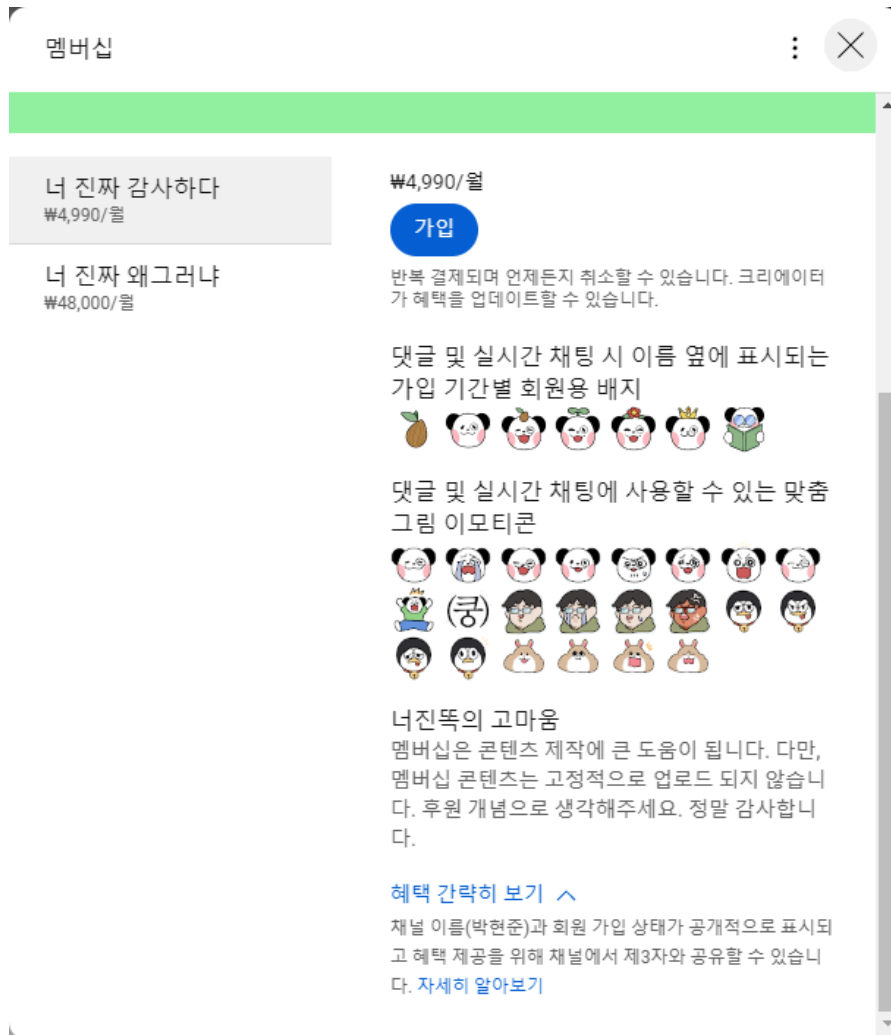 멤버십
너 진짜 감사하다
₩4,990/월
너 진짜 왜그러냐
₩48,000/월
₩4,990/월
가입
반복 결제되며 언제든지 취소할 수 있습니다. 크리에이터
가 혜택을 업데이트할 수 있습니다.
댓글 및 실시간 채팅 시 이름 옆에 표시되는
가입 기간별 회원용 배지
댓글 및 실시간 채팅에 사용할 수 있는 맞춤
그림 이모티콘
(쿵)
너진똑의 고마움
멤버십은 콘텐츠 제작에 큰 도움이 됩니다. 다만,
멤버십 콘텐츠는 고정적으로 업로드 되지 않습니
다. 후원 개념으로 생각해주세요. 정말 감사합니
다.
혜택 간략히 보기
채널 이름(박현준)과 회원 가입 상태가 공개적으로 표시되
고 혜택 제공을 위해 채널에서 제3자와 공유할 수 있습니
다. 자세히 알아보기